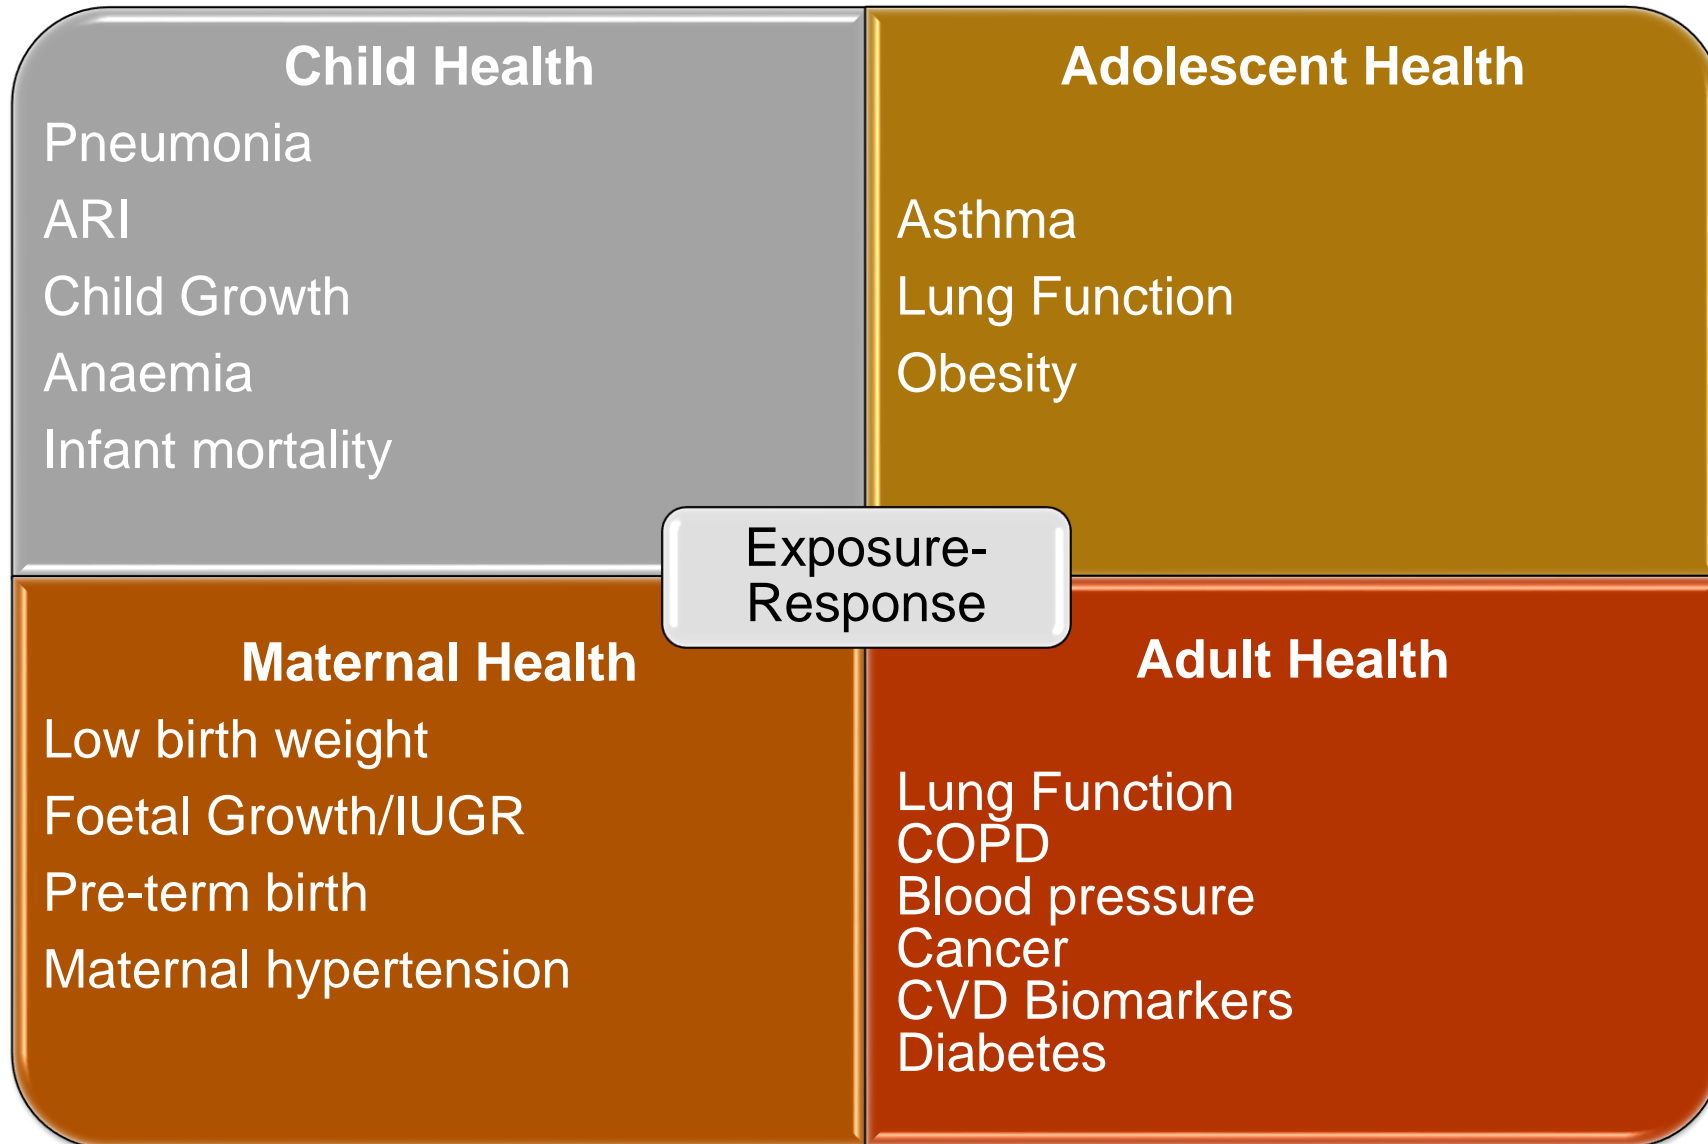 Child Health
Pneumonia
ARI
Child Growth
Anaemia
Infant mortality
Adolescent Health
Asthma
Lung Function
Obesity
Exposure-
Response
Maternal Health
Low birth weight
Foetal Growth/IUGR
Pre-term birth
Maternal hypertension
Adult Health
Lung Function
COPD
Blood pressure
Cancer
CVD Biomarkers
Diabetes